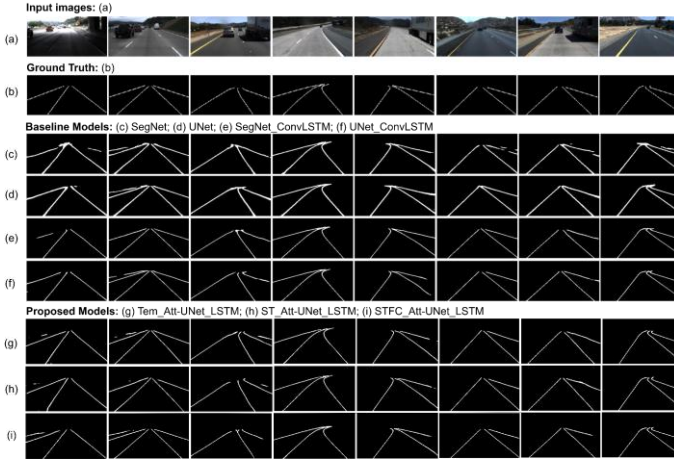 Input images: (a)
(a)
Ground Truth: (b)
(b)
Baseline Models: (c) SegNet; (d) UNet; (e) SegNet_ConvLSTM; (f) UNet_ConvLSTM
(c)
(d)
(e)
(f)
Proposed Models: (g) Tem_Att-UNet_LSTM; (h) ST_Att-UNet_LSTM; (i) STFC_Att-UNet_LSTM
(g)
(h)
(i)